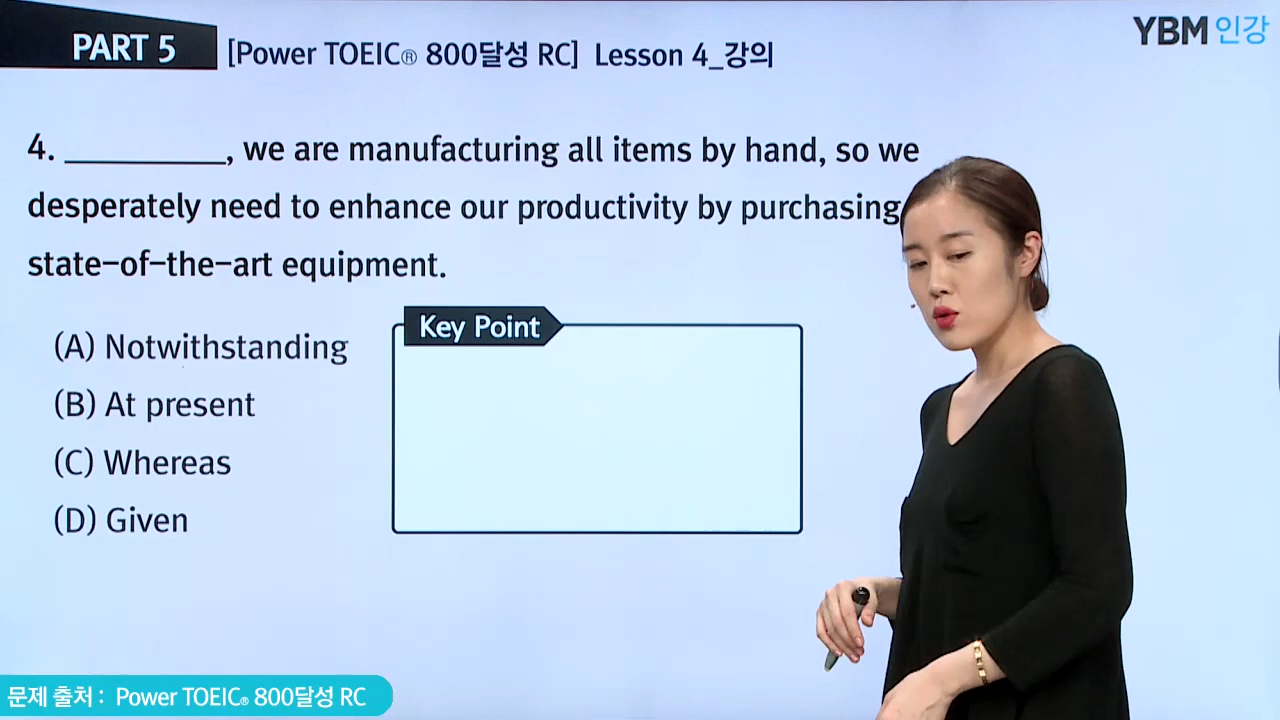 PART 5
[Power TOEIC® 800달성 RC] Lesson 4_강의
YBM 인강
4. __________, we are manufacturing all items by hand, so we
desperately need to enhance our productivity by purchasing
state-of-the-art equipment.
Key Point
(A) Notwithstanding
(B) At present
(C) Whereas
(D) Given
문제 출처 : Power TOEIC® 800달성 RC